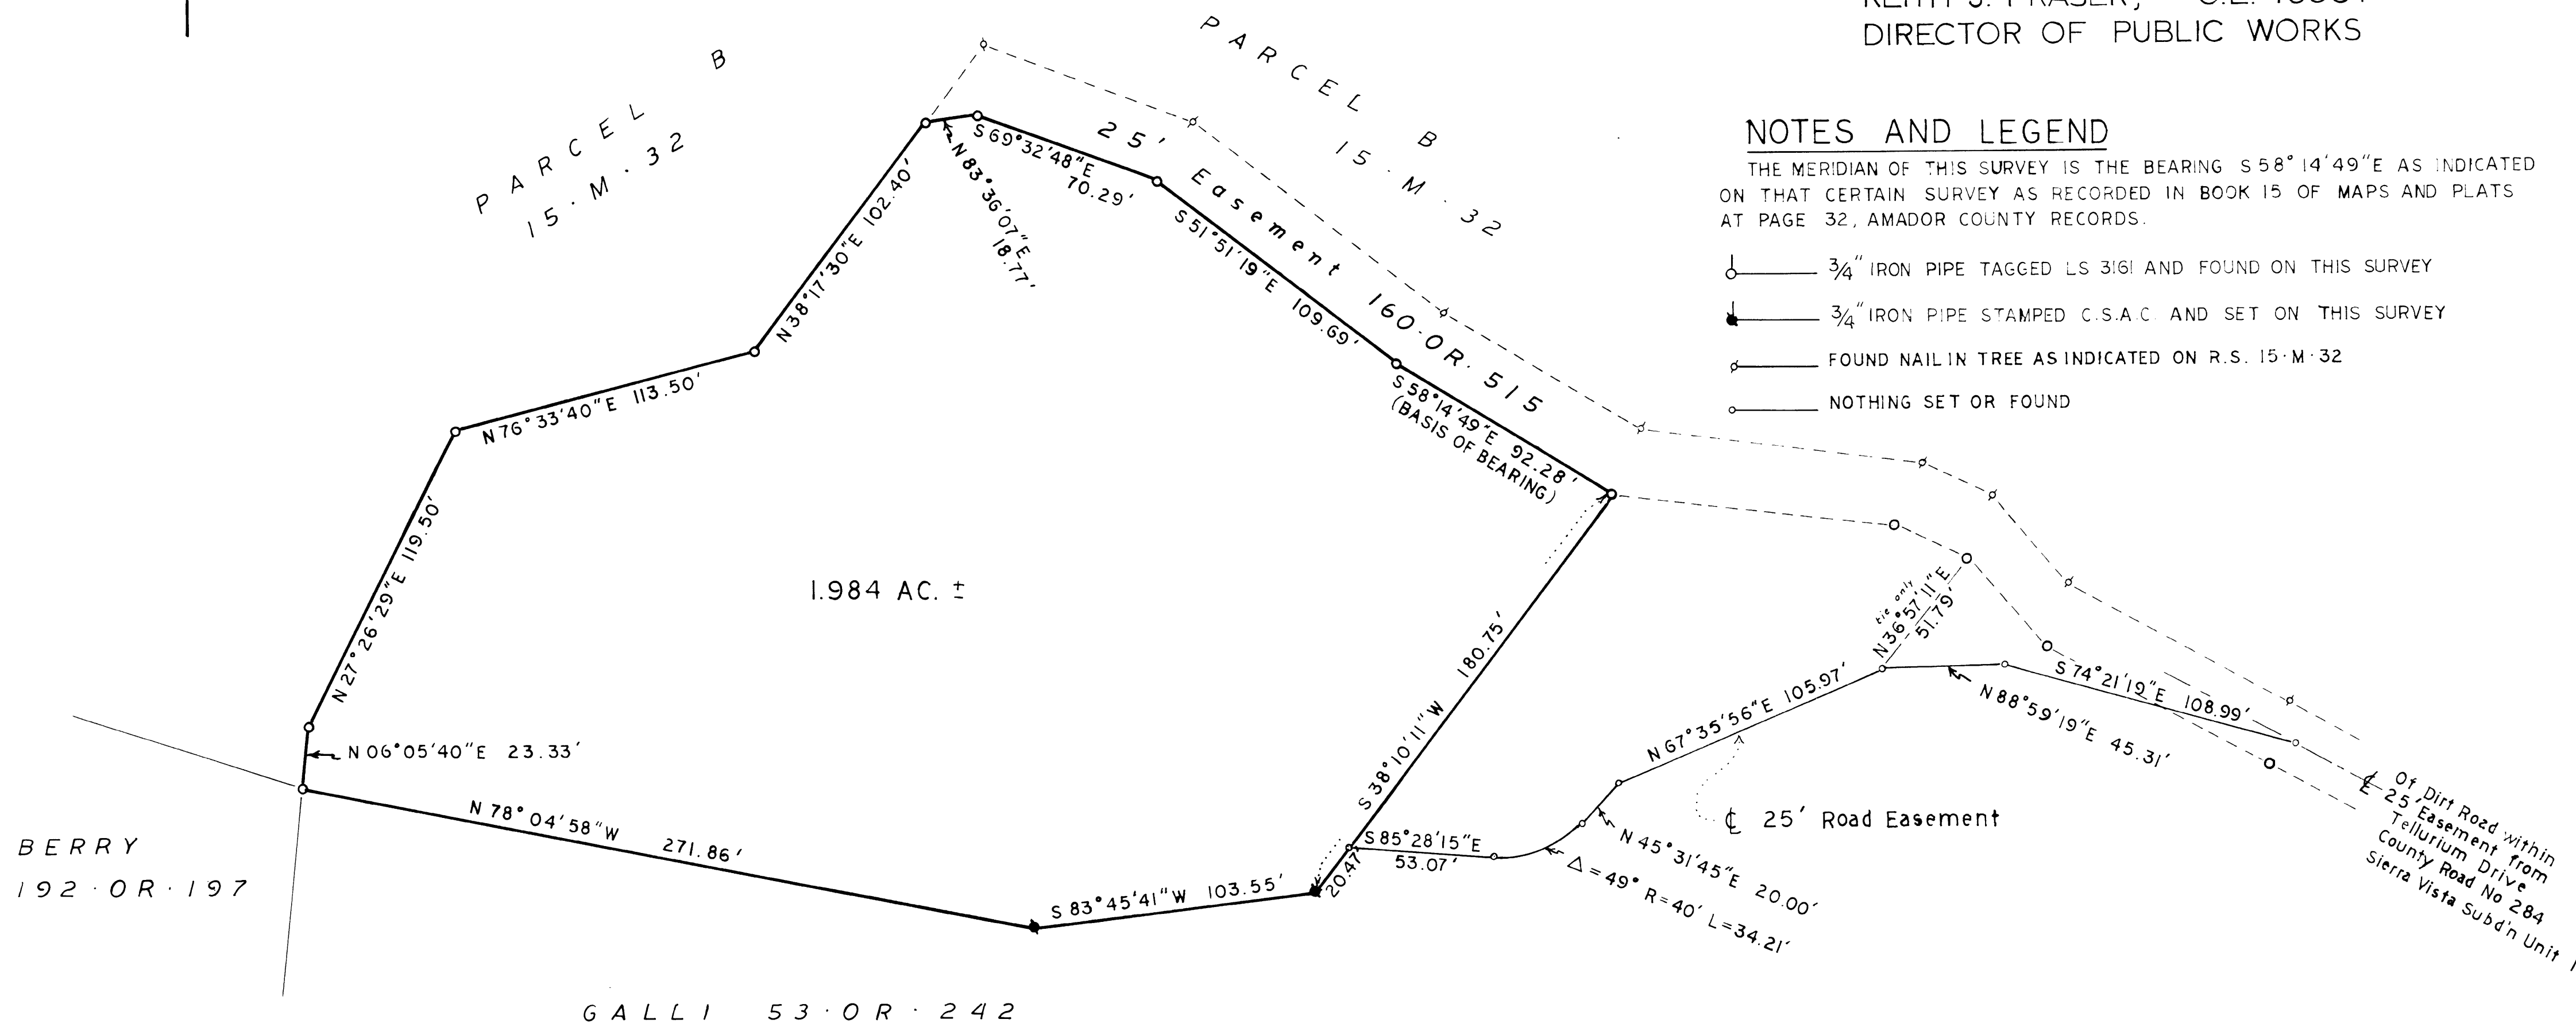 DIRECTOR OF PUBLIC WORKS
NOTES AND LEGEND
THE MERIDIAN OF THIS SURVEY IS THE BEARING S 58° 14' 49" E AS INDICATED
ON THAT CERTAIN SURVEY AS RECORDED IN BOOK 15 OF MAPS AND PLATS
AT PAGE 32, AMADOR COUNTY RECORDS.
3/4" IRON PIPE TAGGED LS 3161 AND FOUND ON THIS SURVEY
3/4" IRON PIPE STAMPED C.S.A.C. AND SET ON THIS SURVEY
FOUND NAIL IN TREE AS INDICATED ON R.S. 15·M·32
NOTHING SET OR FOUND
PARCEL B
15·M·32
PARCEL B
15·M·32
25' Easement 160·OR·515
N 38° 17' 30" E 102.40'
N 83° 36' 07" E
18.77'
S 69° 32' 48" E
70.29'
S 51° 51' 19" E 109.69'
S 58° 14' 49" E 92.28'
(BASIS OF BEARING)
N 76° 33' 40" E 113.50'
N 27° 26' 29" E 119.50'
N 06° 05' 40" E 23.33'
1.984 AC. ±
S 38° 10' 11" W 180.75'
20.47'
N 78° 04' 58" W 271.86'
S 83° 45' 41" W 103.55'
S 85° 28' 15" E
53.07'
Δ = 49° R = 40' L = 34.21'
N 45° 31' 45" E 20.00'
N 67° 35' 56" E 105.97'
℄ 25' Road Easement
tie only
N 36° 57' 11" E
51.79'
N 88° 59' 19" E 45.31'
S 74° 21' 19" E 108.99'
℄ Of Dirt Road within
25' Easement from
Tellurium Drive
County Road No 284
Sierra Vista Subd'n Unit 1
BERRY
192·OR·197
GALLI 53·OR·242